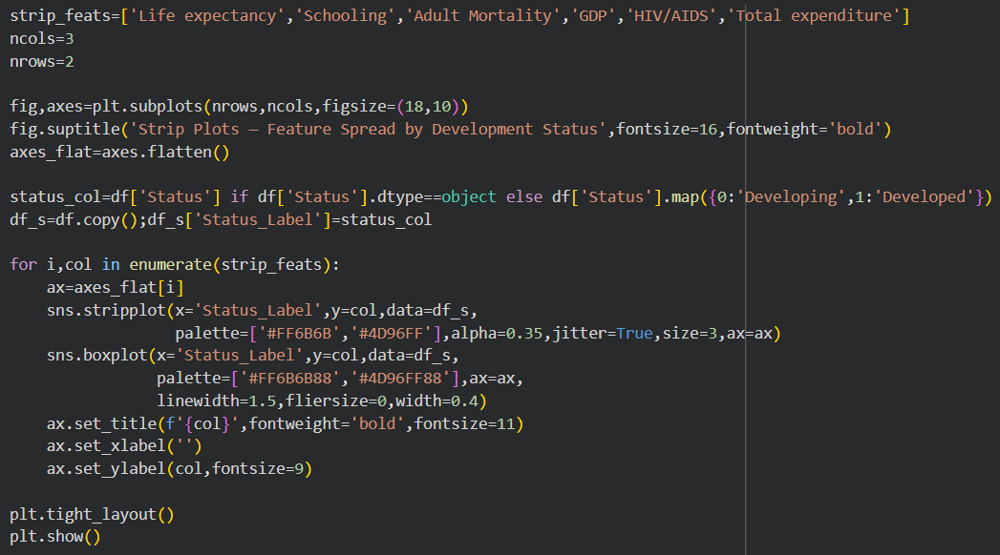 strip_feats=['Life expectancy','Schooling','Adult Mortality','GDP','HIV/AIDS','Total expenditure']
ncols=3
nrows=2

fig,axes=plt.subplots(nrows,ncols,figsize=(18,10))
fig.suptitle('Strip Plots — Feature Spread by Development Status',fontsize=16,fontweight='bold')
axes_flat=axes.flatten()

status_col=df['Status'] if df['Status'].dtype==object else df['Status'].map({0:'Developing',1:'Developed'})
df_s=df.copy();df_s['Status_Label']=status_col

for i,col in enumerate(strip_feats):
    ax=axes_flat[i]
    sns.stripplot(x='Status_Label',y=col,data=df_s,
                  palette=['#FF6B6B','#4D96FF'],alpha=0.35,jitter=True,size=3,ax=ax)
    sns.boxplot(x='Status_Label',y=col,data=df_s,
                palette=['#FF6B6B88','#4D96FF88'],ax=ax,
                linewidth=1.5,fliersize=0,width=0.4)
    ax.set_title(f'{col}',fontweight='bold',fontsize=11)
    ax.set_xlabel('')
    ax.set_ylabel(col,fontsize=9)

plt.tight_layout()
plt.show()